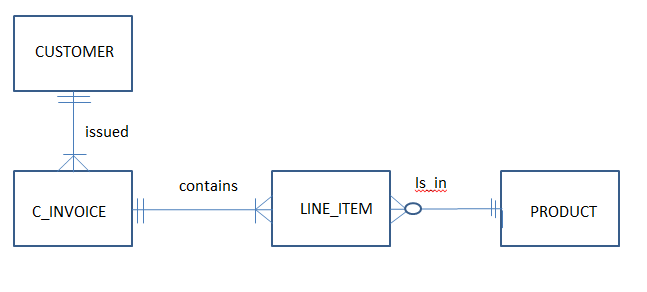 CUSTOMER
issued
contains
Is_in
C_INVOICE
LINE_ITEM
PRODUCT